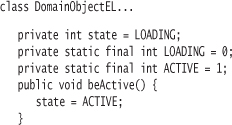 class DomainObjectEL...
private int state = LOADING;
private static final int LOADING = 0;
private static final int ACTIVE = 1;
public void beActive() {
state = ACTIVE;
}